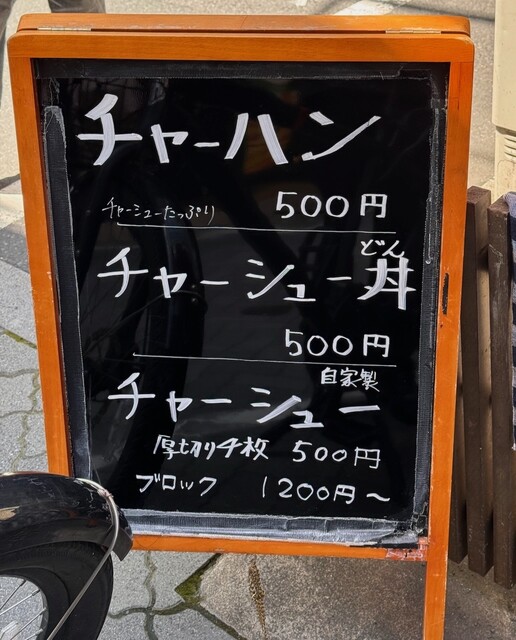 チャーハン
チャーシューたっぷり 500円
どん
チャーシュー丼
500円
自家製
チャーシュー
厚切り4枚 500円
ブロック 1200円～